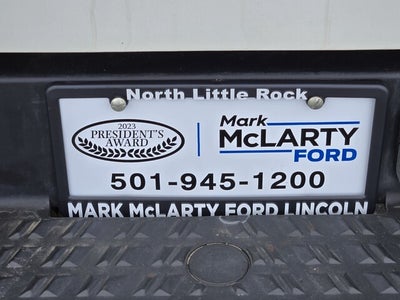 North Little Rock
2023
PRESIDENT'S
AWARD
Mark
McLARTY
FORD
501-945-1200
MARK McLARTY FORD LINCOLN